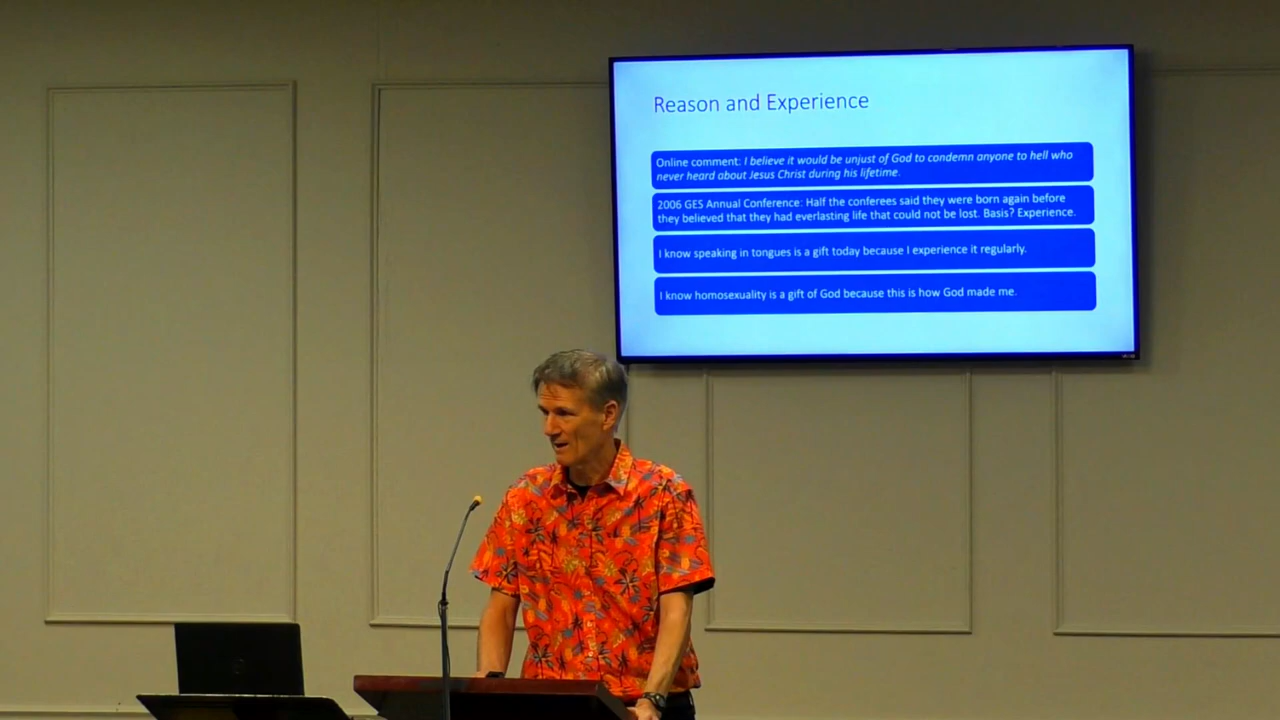 Reason and Experience
Online comment: I believe it would be unjust of God to condemn anyone to hell who
never heard about Jesus Christ during his lifetime.
2006 GES Annual Conference: Half the conferees said they were born again before
they believed that they had everlasting life that could not be lost. Basis? Experience.
I know speaking in tongues is a gift today because I experience it regularly.
I know homosexuality is a gift of God because this is how God made me.